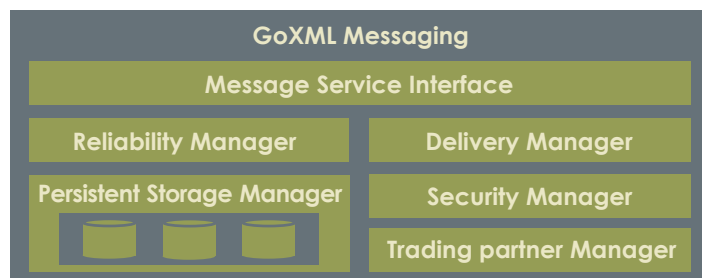 GoXML Messaging
Message Service Interface
Reliability Manager
Delivery Manager
Persistent Storage Manager
Security Manager
Trading partner Manager